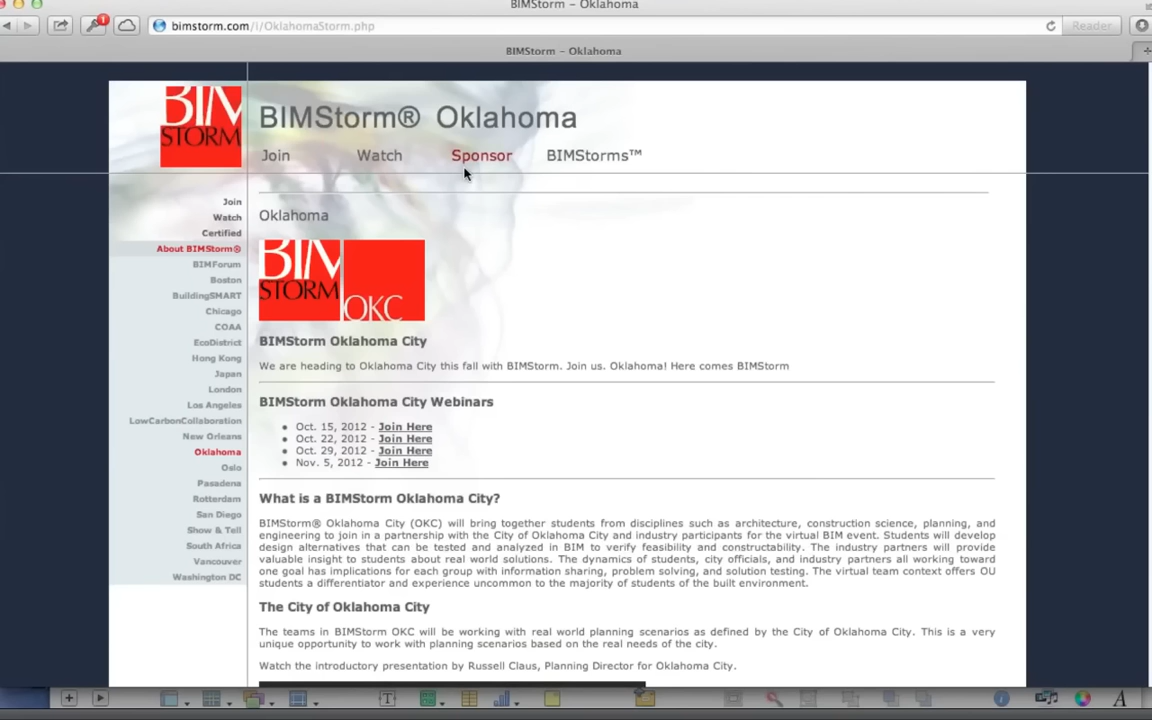 BIMStorm – Oklahoma
1
bimstorm.com/i/OklahomaStorm.php
Reader
BIMStorm – Oklahoma
BIM
STORM
BIMStorm® Oklahoma
Join Watch Sponsor BIMStorms™
Join
Watch
Certified
About BIMStorm®
BIMForum
Boston
BuildingSMART
Chicago
COAA
EcoDistrict
Hong Kong
Japan
London
Los Angeles
LowCarbonCollaboration
New Orleans
Oklahoma
Oslo
Pasadena
Rotterdam
San Diego
Show & Tell
South Africa
Vancouver
Washington DC
Oklahoma
BIM
STORM
OKC
BIMStorm Oklahoma City
We are heading to Oklahoma City this fall with BIMStorm. Join us. Oklahoma! Here comes BIMStorm
BIMStorm Oklahoma City Webinars
• Oct. 15, 2012 - Join Here
• Oct. 22, 2012 - Join Here
• Oct. 29, 2012 - Join Here
• Nov. 5, 2012 - Join Here
What is a BIMStorm Oklahoma City?
BIMStorm® Oklahoma City (OKC) will bring together students from disciplines such as architecture, construction science, planning, and
engineering to join in a partnership with the City of Oklahoma City and industry participants for the virtual BIM event. Students will develop
design alternatives that can be tested and analyzed in BIM to verify feasibility and constructability. The industry partners will provide
valuable insight to students about real world solutions. The dynamics of students, city officials, and industry partners all working toward
one goal has implications for each group with information sharing, problem solving, and solution testing. The virtual team context offers OU
students a differentiator and experience uncommon to the majority of students of the built environment.
The City of Oklahoma City
The teams in BIMStorm OKC will be working with real world planning scenarios as defined by the City of Oklahoma City. This is a very
unique opportunity to work with planning scenarios based on the real needs of the city.
Watch the introductory presentation by Russell Claus, Planning Director for Oklahoma City.
T
A